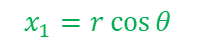 x₁ = r cos θ